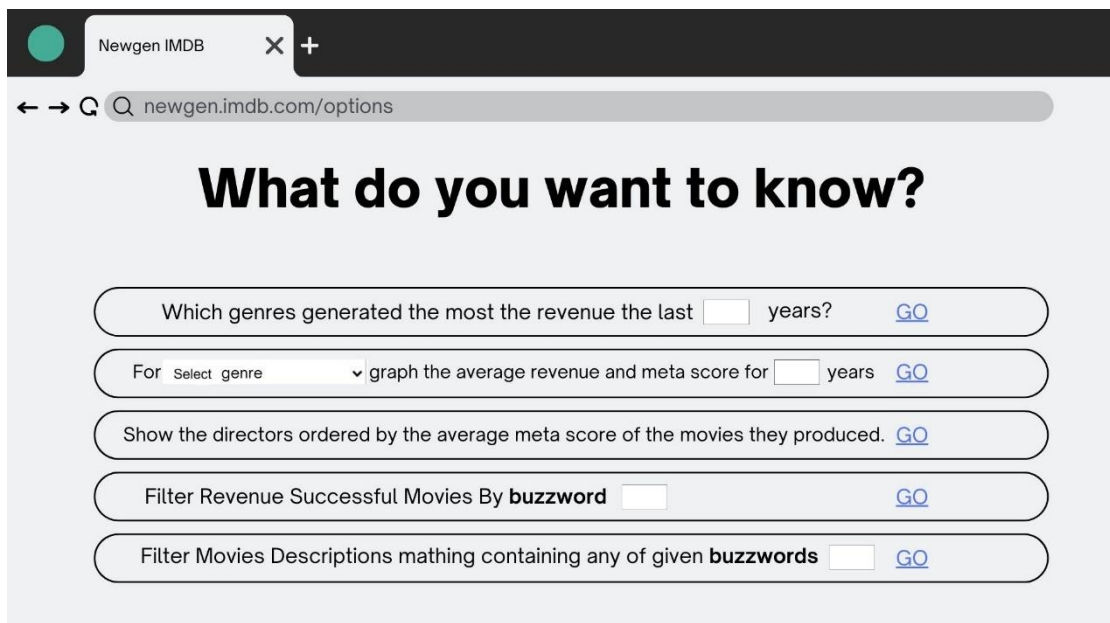 Newgen IMDB
newgen.imdb.com/options
What do you want to know?
Which genres generated the most the revenue the last years? GO
For Select genre graph the average revenue and meta score for years GO
Show the directors ordered by the average meta score of the movies they produced. GO
Filter Revenue Successful Movies By buzzword GO
Filter Movies Descriptions mathing containing any of given buzzwords GO